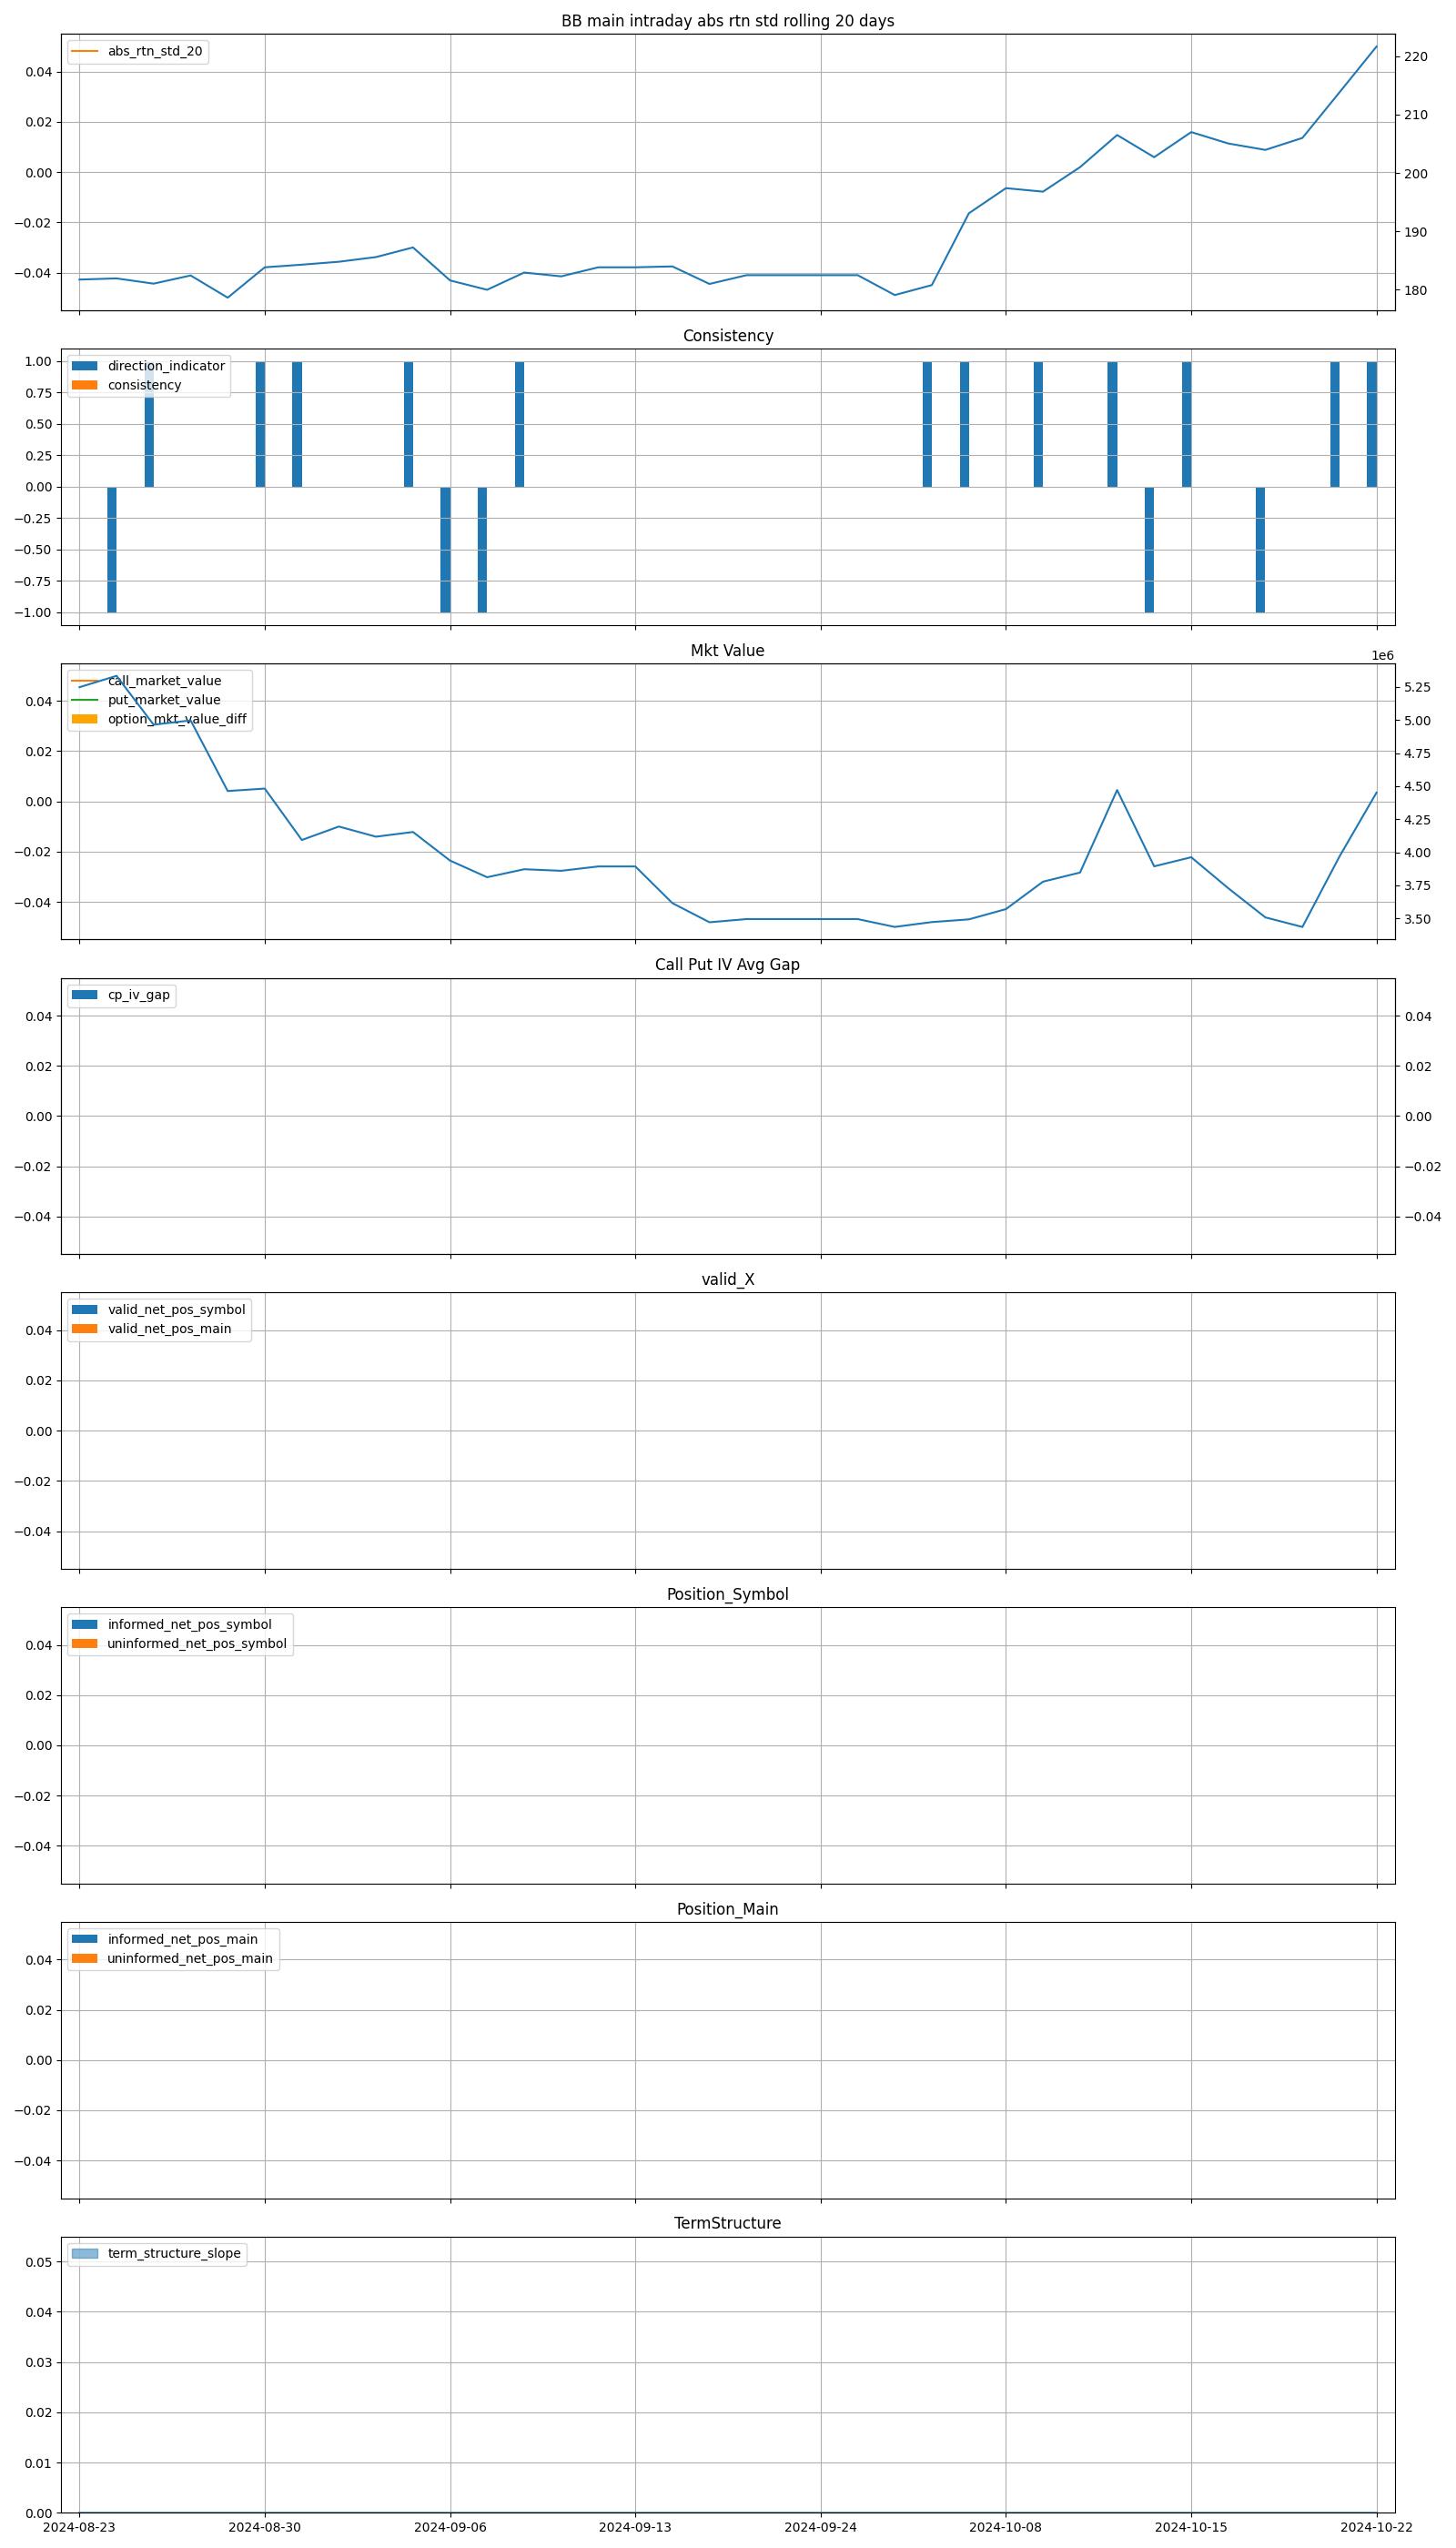 BB main intraday abs rtn std rolling 20 days
abs_rtn_std_20
0.04
0.02
0.00
−0.02
−0.04
220
210
200
190
180
Consistency
direction_indicator
consistency
1.00
0.75
0.50
0.25
0.00
−0.25
−0.50
−0.75
−1.00
Mkt Value
1e6
call_market_value
put_market_value
option_mkt_value_diff
0.04
0.02
0.00
−0.02
−0.04
5.25
5.00
4.75
4.50
4.25
4.00
3.75
3.50
Call Put IV Avg Gap
cp_iv_gap
0.04
0.02
0.00
−0.02
−0.04
0.04
0.02
0.00
−0.02
−0.04
valid_X
valid_net_pos_symbol
valid_net_pos_main
0.04
0.02
0.00
−0.02
−0.04
Position_Symbol
informed_net_pos_symbol
uninformed_net_pos_symbol
0.04
0.02
0.00
−0.02
−0.04
Position_Main
informed_net_pos_main
uninformed_net_pos_main
0.04
0.02
0.00
−0.02
−0.04
TermStructure
term_structure_slope
0.05
0.04
0.03
0.02
0.01
0.00
2024-08-23 2024-08-30 2024-09-06 2024-09-13 2024-09-24 2024-10-08 2024-10-15 2024-10-22